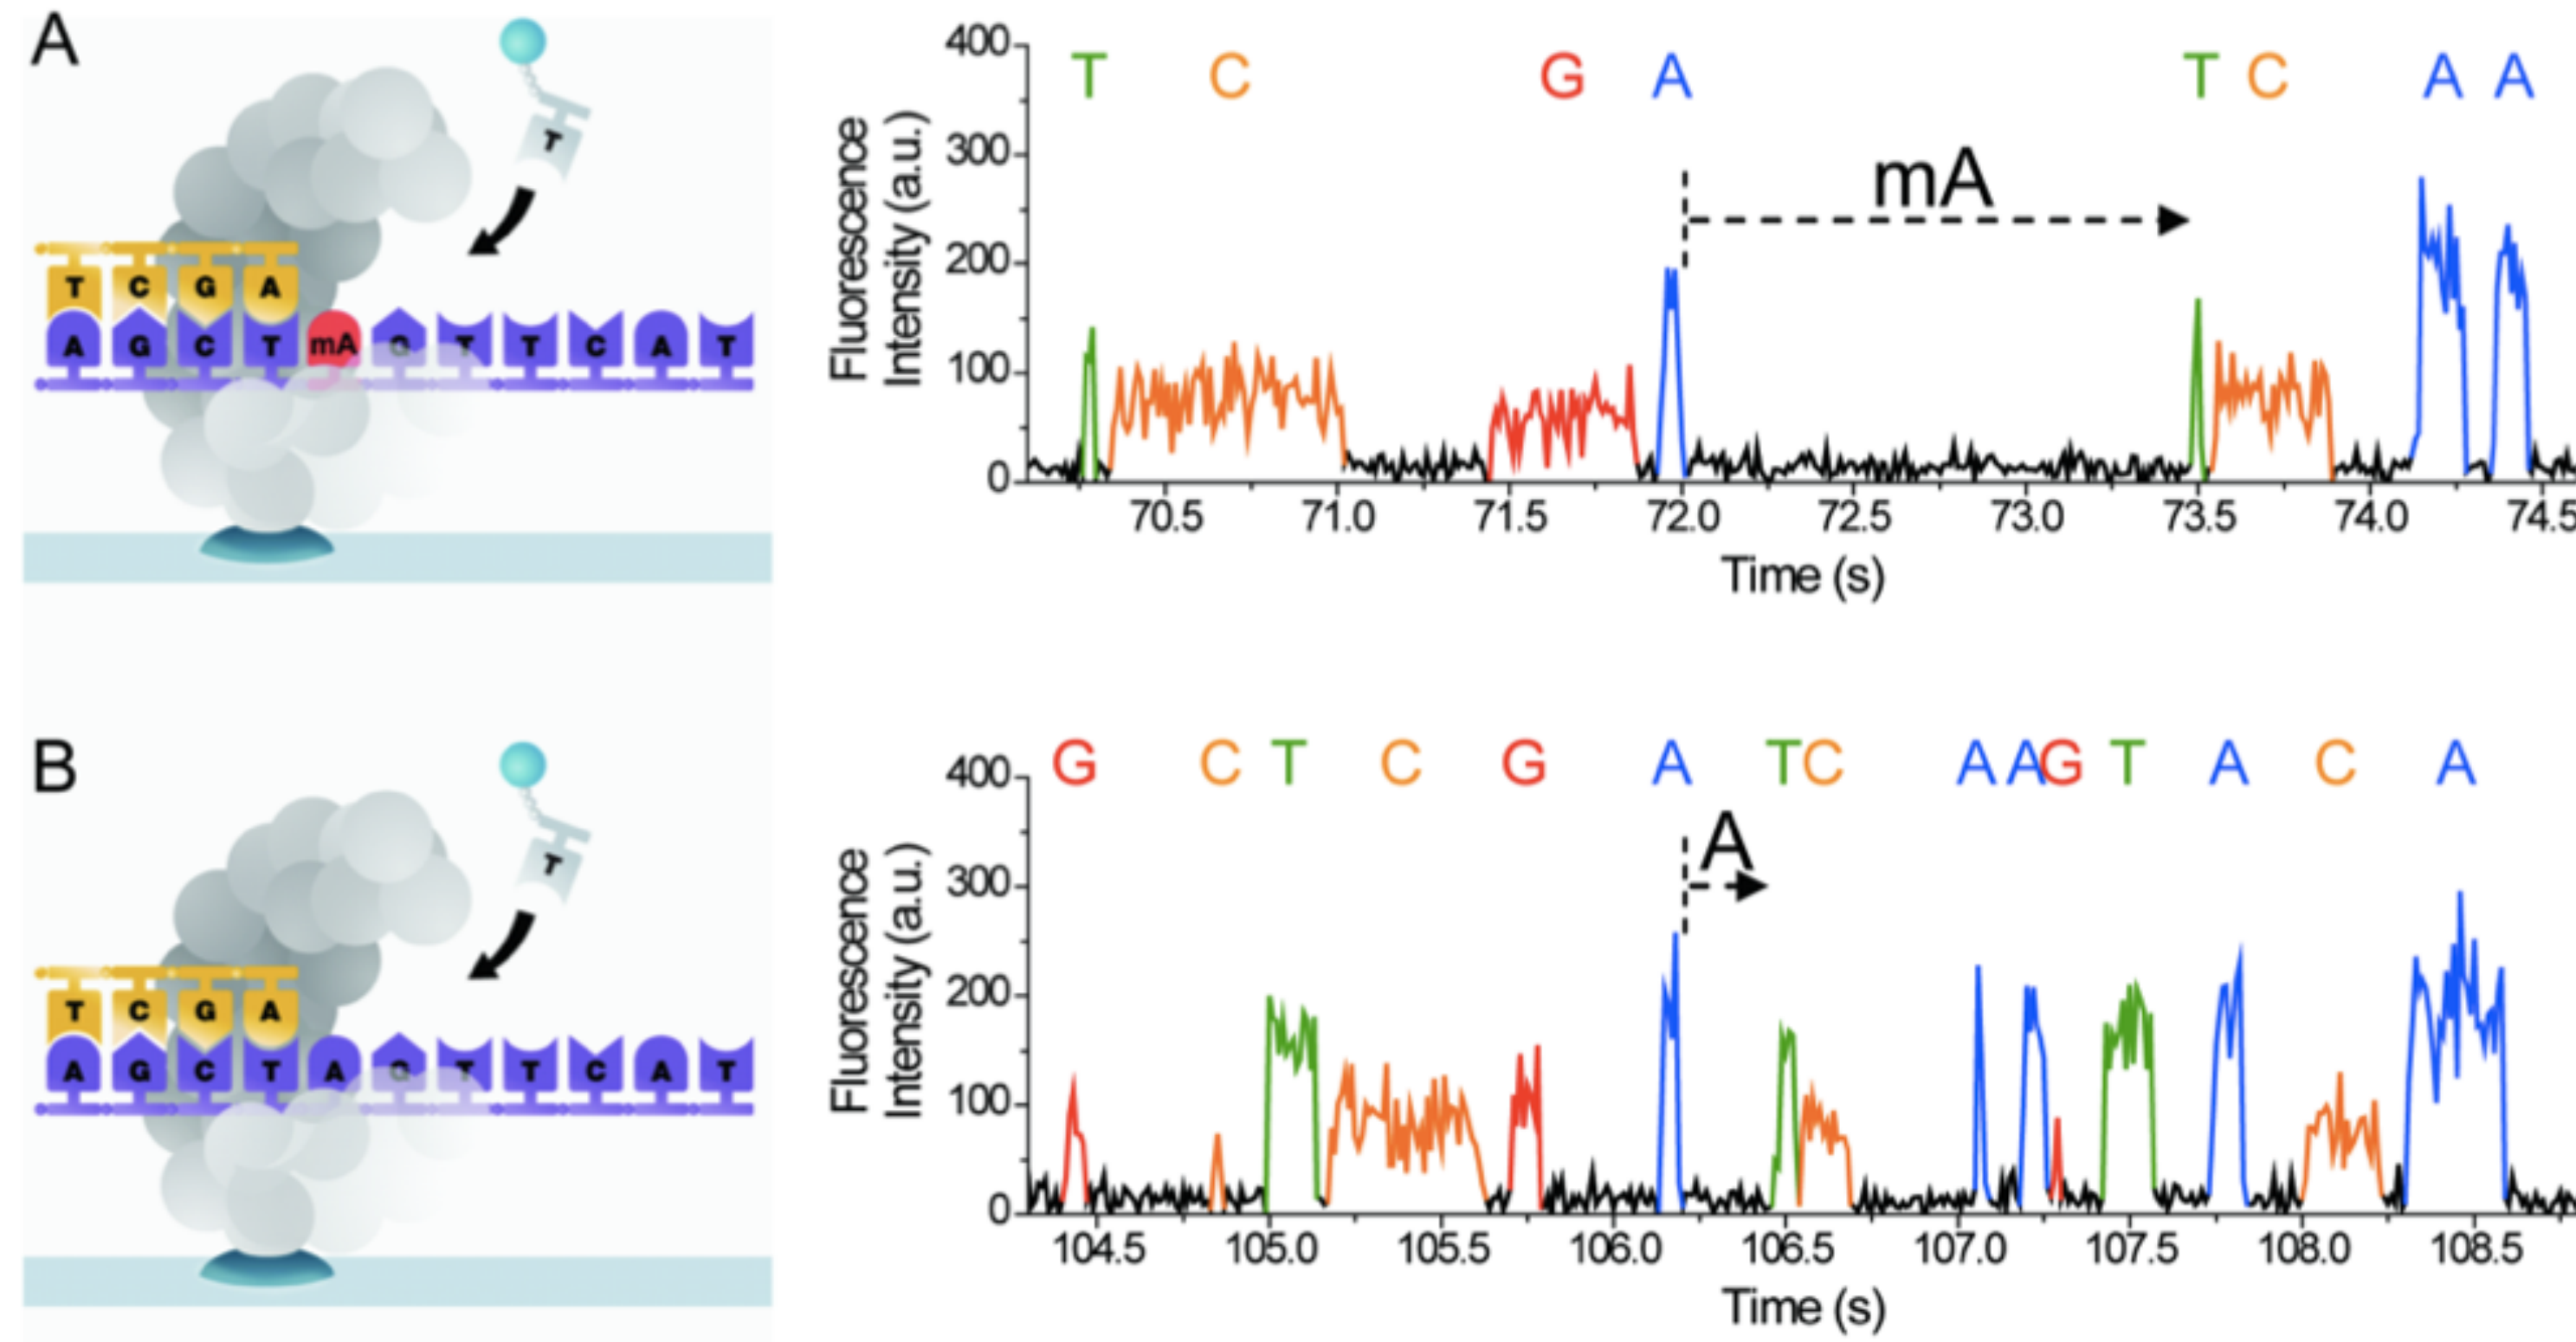 A
T
T C G A
A G C T mA G T T C A T
Fluorescence
Intensity (a.u.)
400
300
200
100
0
T C G A T C A A
mA
70.5 71.0 71.5 72.0 72.5 73.0 73.5 74.0 74.5
Time (s)
B
T
T C G A
A G C T A G T T C A T
Fluorescence
Intensity (a.u.)
400
300
200
100
0
G C T C G A T C A A G T A C A
A
104.5 105.0 105.5 106.0 106.5 107.0 107.5 108.0 108.5
Time (s)